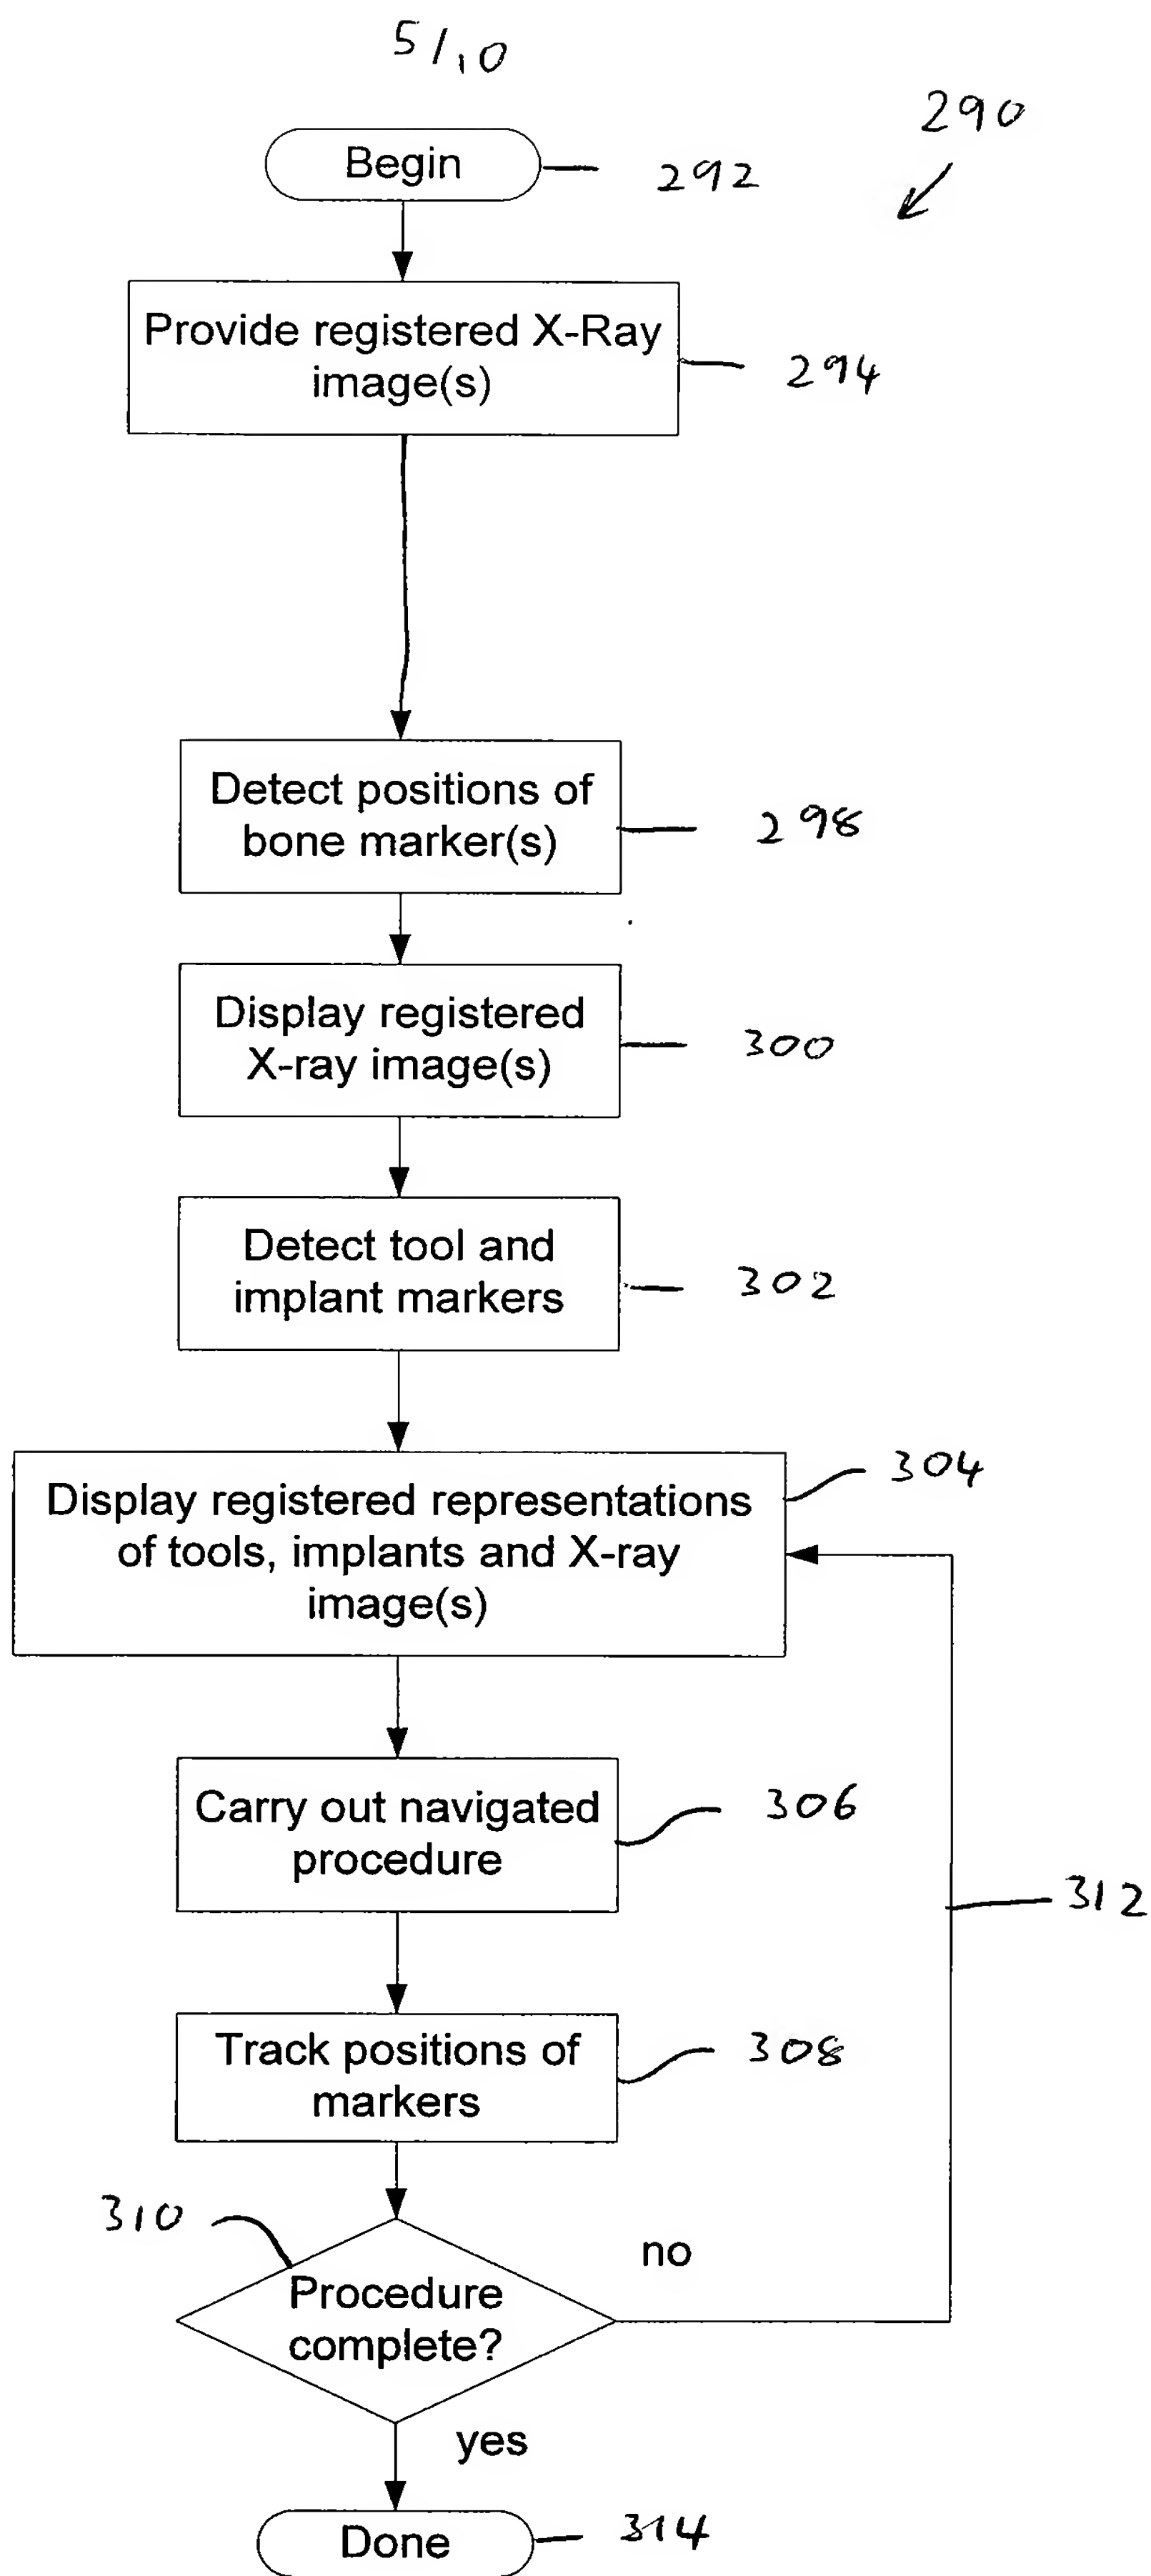 5/10
290
Begin
292
Provide registered X-Ray
image(s)
294
Detect positions of
bone marker(s)
298
Display registered
X-ray image(s)
300
Detect tool and
implant markers
302
304
Display registered representations
of tools, implants and X-ray
image(s)
Carry out navigated
procedure
306
312
Track positions of
markers
308
310
no
Procedure
complete?
yes
Done
314